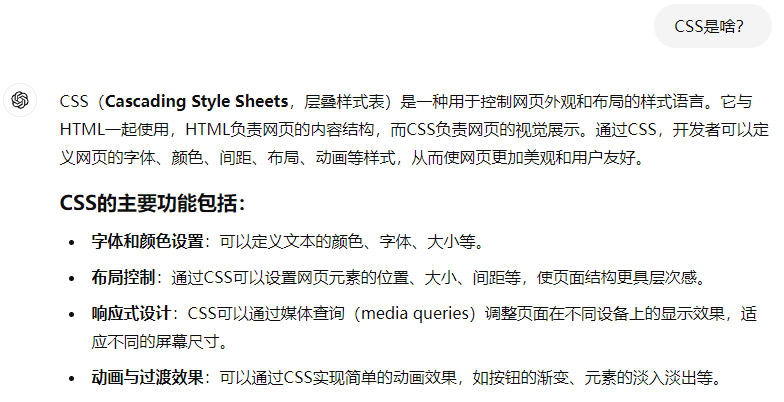 CSS是啥？
CSS（Cascading Style Sheets，层叠样式表）是一种用于控制网页外观和布局的样式语言。它与
HTML一起使用，HTML负责网页的内容结构，而CSS负责网页的视觉展示。通过CSS，开发者可以定
义网页的字体、颜色、间距、布局、动画等样式，从而使网页更加美观和用户友好。
CSS的主要功能包括：
• 字体和颜色设置：可以定义文本的颜色、字体、大小等。
• 布局控制：通过CSS可以设置网页元素的位置、大小、间距等，使页面结构更具层次感。
• 响应式设计：CSS可以通过媒体查询（media queries）调整页面在不同设备上的显示效果，适
应不同的屏幕尺寸。
• 动画与过渡效果：可以通过CSS实现简单的动画效果，如按钮的渐变、元素的淡入淡出等。